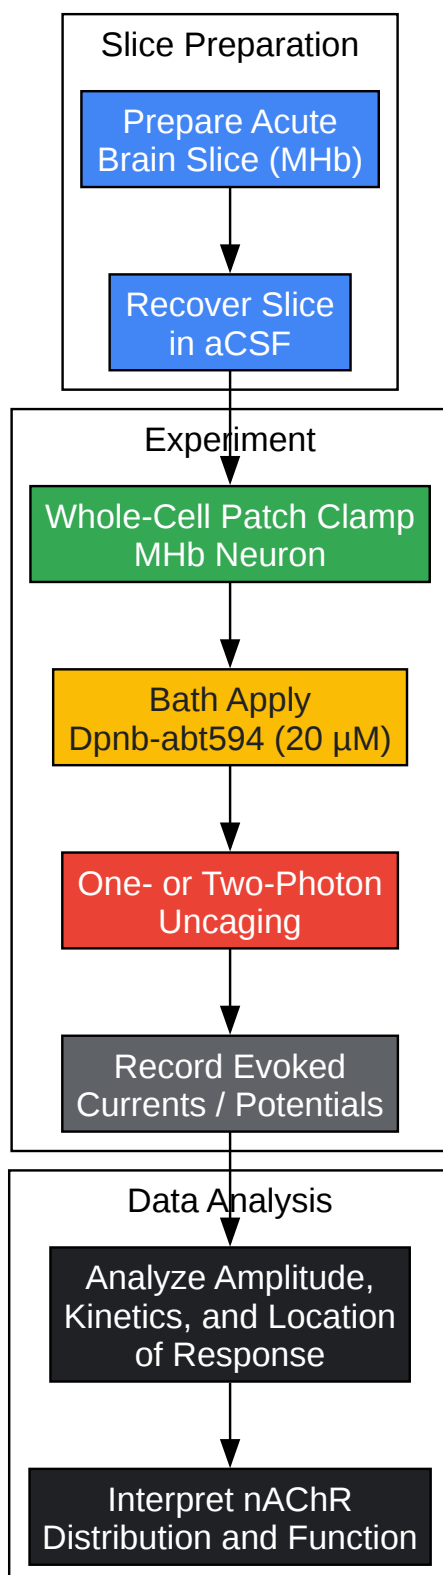 Slice Preparation
Prepare Acute
Brain Slice (MHb)
Recover Slice
in aCSF
Experiment
Whole-Cell Patch Clamp
MHb Neuron
Bath Apply
Dpnb-abt594 (20 µM)
One- or Two-Photon
Uncaging
Record Evoked
Currents / Potentials
Data Analysis
Analyze Amplitude,
Kinetics, and Location
of Response
Interpret nAChR
Distribution and Function